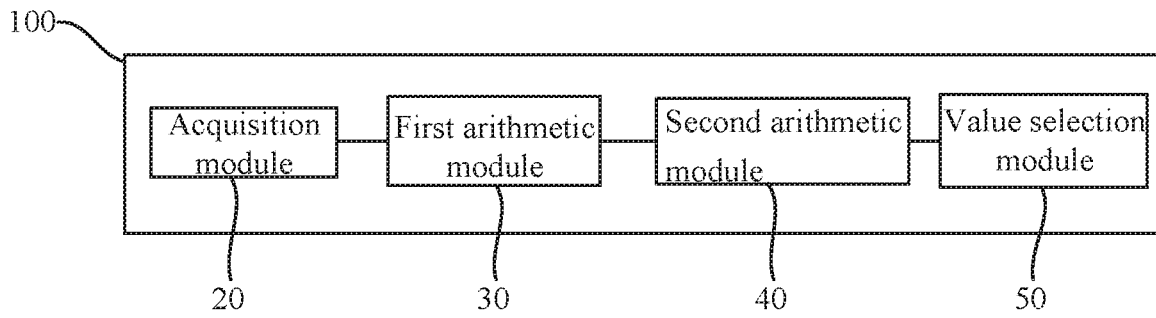 100
Acquisition
module
First arithmetic
module
Second arithmetic
module
Value selection
module
20
30
40
50